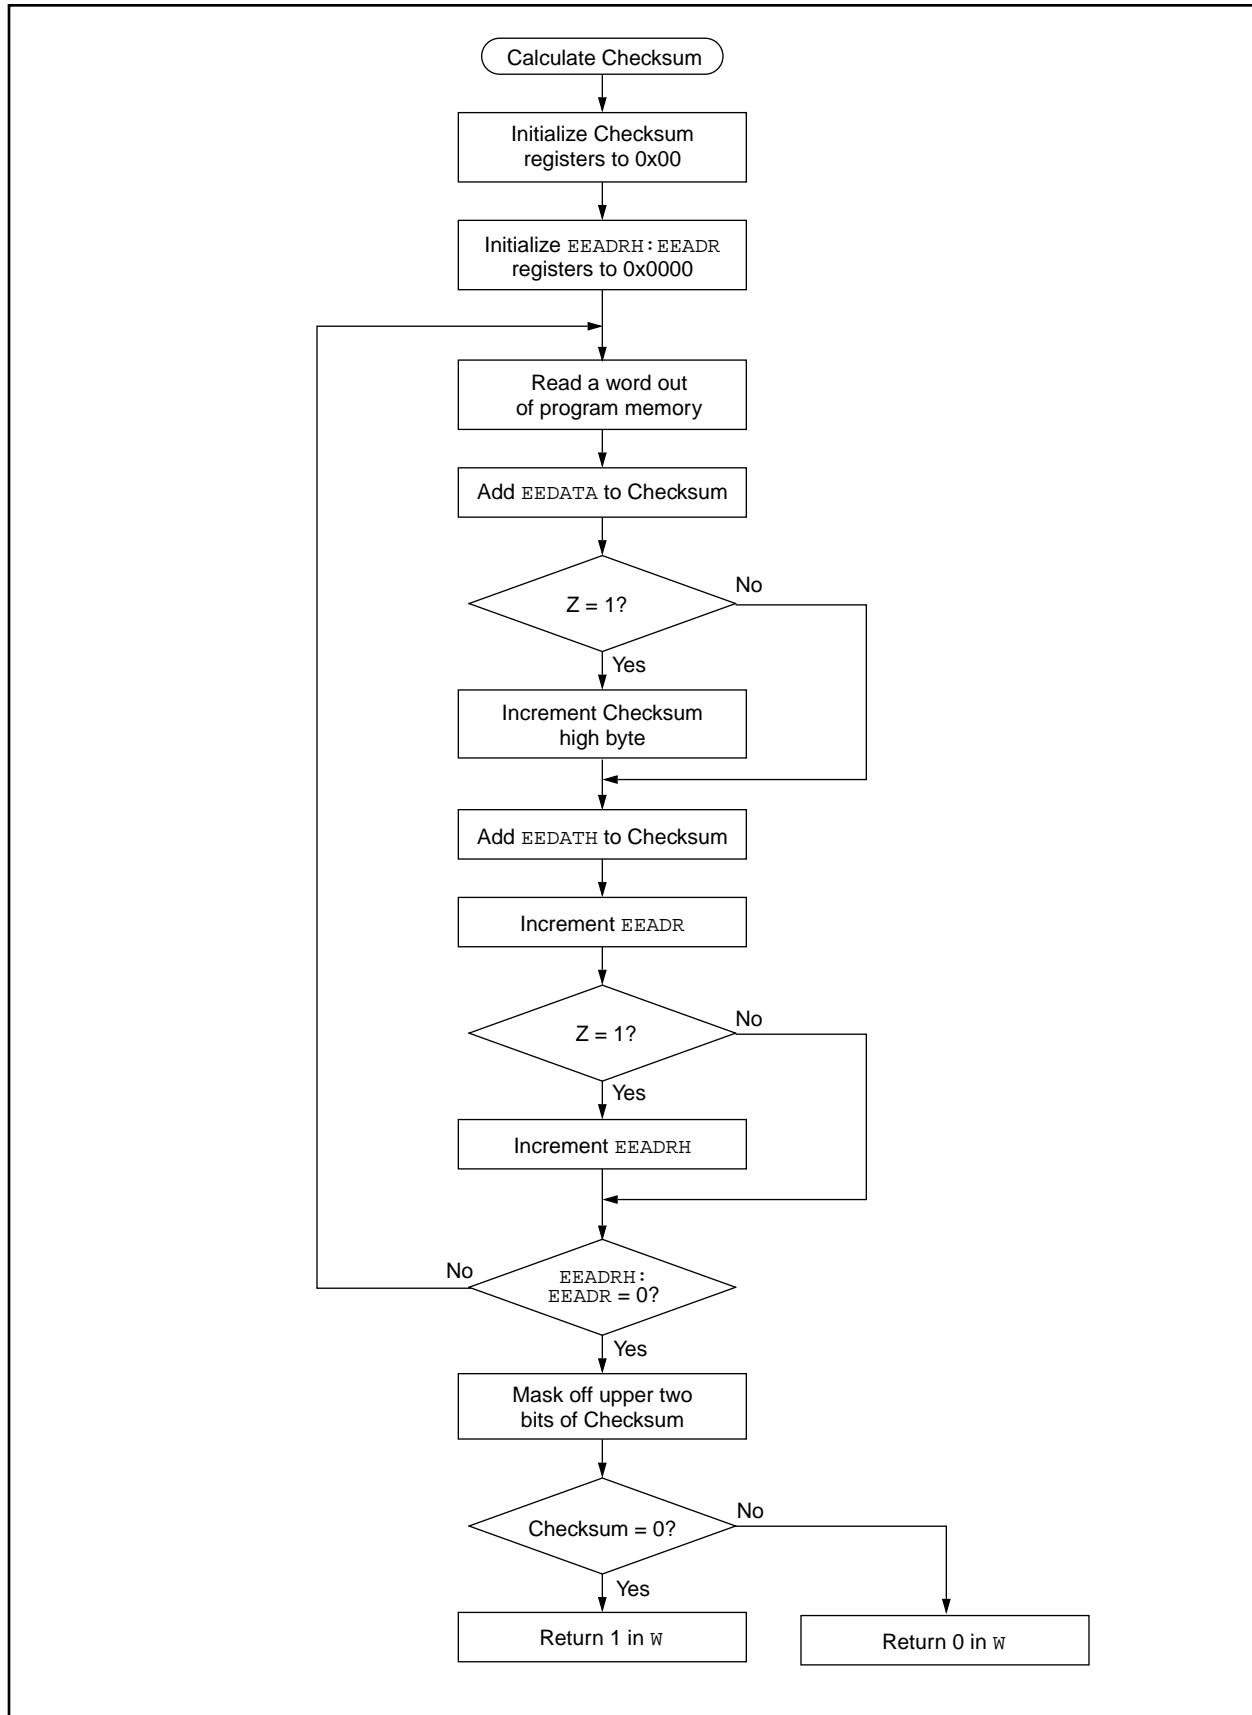 Calculate Checksum
Initialize Checksum
registers to 0x00
Initialize EEADRH:EEADR
registers to 0x0000
Read a word out
of program memory
Add EEDATA to Checksum
Z = 1?
No
Yes
Increment Checksum
high byte
Add EEDATH to Checksum
Increment EEADR
Z = 1?
No
Yes
Increment EEADRH
No
EEADRH:
EEADR = 0?
Yes
Mask off upper two
bits of Checksum
Checksum = 0?
No
Yes
Return 1 in W
Return 0 in W